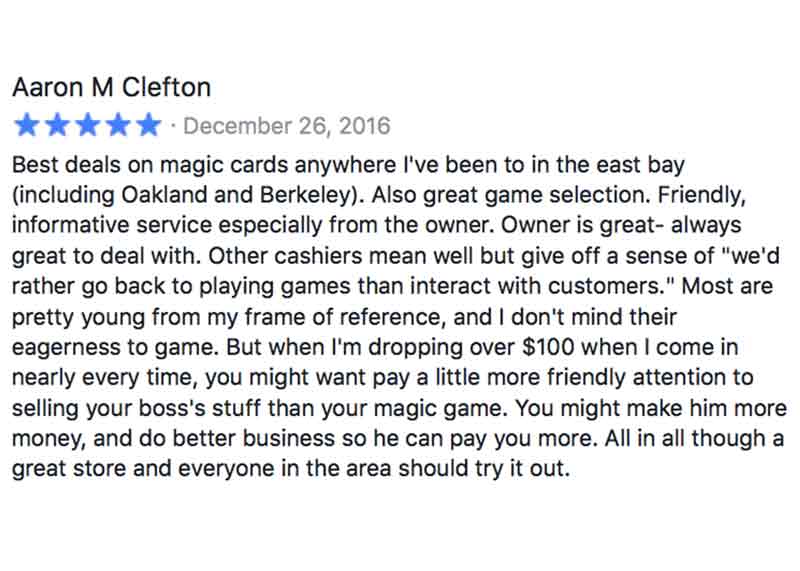 Aaron M Clefton
★★★★★ · December 26, 2016
Best deals on magic cards anywhere I've been to in the east bay
(including Oakland and Berkeley). Also great game selection. Friendly,
informative service especially from the owner. Owner is great- always
great to deal with. Other cashiers mean well but give off a sense of "we'd
rather go back to playing games than interact with customers." Most are
pretty young from my frame of reference, and I don't mind their
eagerness to game. But when I'm dropping over $100 when I come in
nearly every time, you might want pay a little more friendly attention to
selling your boss's stuff than your magic game. You might make him more
money, and do better business so he can pay you more. All in all though a
great store and everyone in the area should try it out.